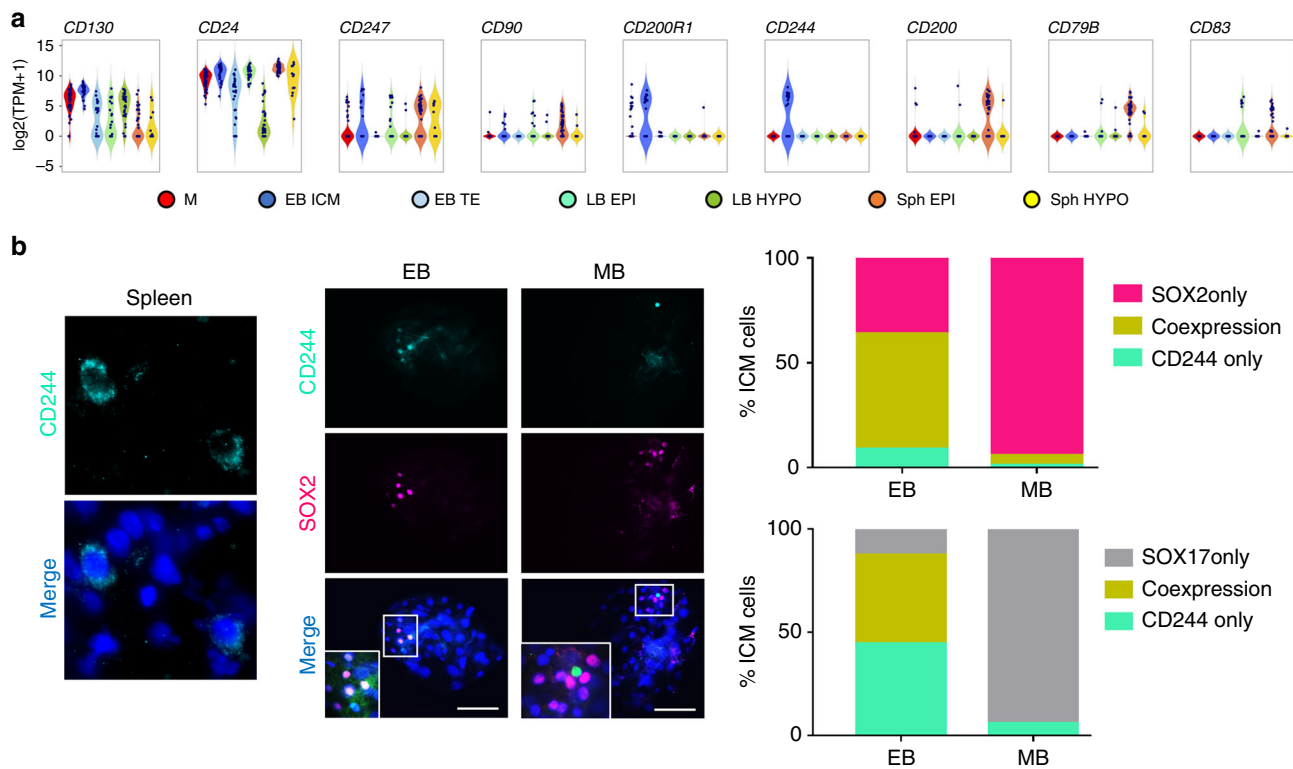 a
CD130 CD24 CD247 CD90 CD200R1 CD244 CD200 CD79B CD83
log2(TPM+1)
15
10
5
0
–5
M EB ICM EB TE LB EPI LB HYPO Sph EPI Sph HYPO
b
Spleen
CD244
Merge
EB MB
CD244
SOX2
Merge
% ICM cells
100
50
0
EB MB
SOX2only
Coexpression
CD244 only
% ICM cells
100
50
0
EB MB
SOX17only
Coexpression
CD244 only